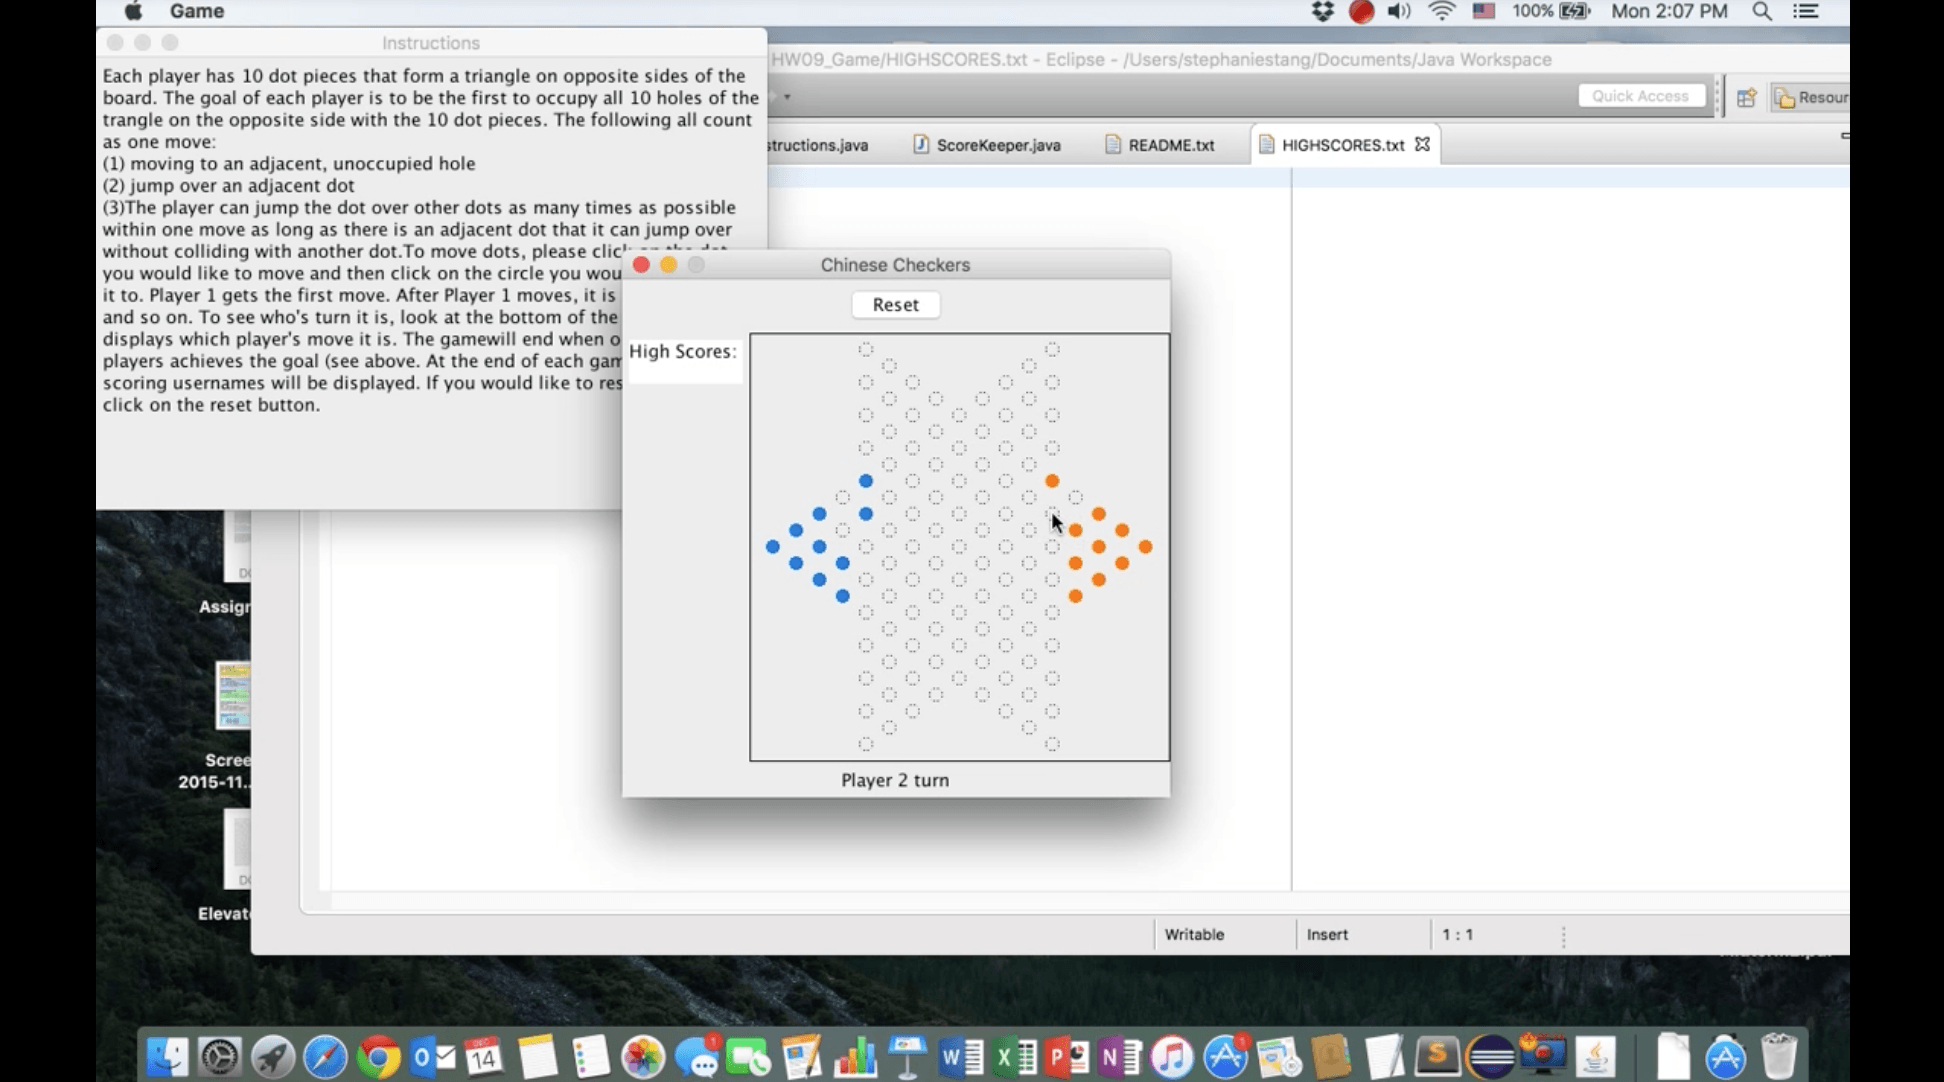 Game
100%
Mon 2:07 PM
Instructions
Each player has 10 dot pieces that form a triangle on opposite sides of the
board. The goal of each player is to be the first to occupy all 10 holes of the
trangle on the opposite side with the 10 dot pieces. The following all count
as one move:
(1) moving to an adjacent, unoccupied hole
(2) jump over an adjacent dot
(3)The player can jump the dot over other dots as many times as possible
within one move as long as there is an adjacent dot that it can jump over
without colliding with another dot.To move dots, please
you would like to move and then click on the circle you
it to. Player 1 gets the first move. After Player 1 moves, it is
and so on. To see who's turn it is, look at the bottom of the
displays which player's move it is. The gamewill end when
players achieves the goal (see above. At the end of each
scoring usernames will be displayed. If you would like to
click on the reset button.
HW09_Game/HIGHSCORES.txt - Eclipse - /Users/stephaniestang/Documents/Java Workspace
Quick Access
Resour
structions.java
ScoreKeeper.java
README.txt
HIGHSCORES.txt
Chinese Checkers
Reset
High Scores:
Player 2 turn
Assign
Scree
2015-11..
Elevat
Writable
Insert
1 : 1
DEC
14